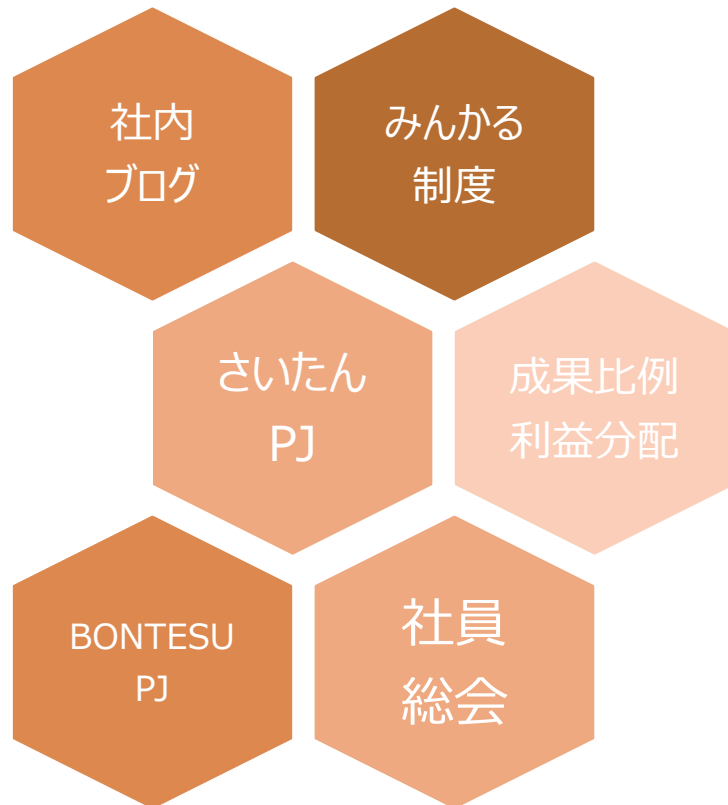 社内
ブログ
みんかる
制度
さいたん
PJ
成果比例
利益分配
BONTESU
PJ
社員
総会